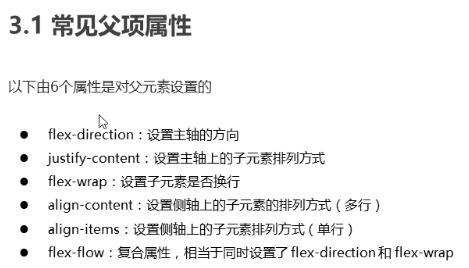 3.1 常见父项属性
以下由6个属性是对父元素设置的
● flex-direction：设置主轴的方向
● justify-content：设置主轴上的子元素排列方式
● flex-wrap：设置子元素是否换行
● align-content：设置侧轴上的子元素的排列方式（多行）
● align-items：设置侧轴上的子元素排列方式（单行）
● flex-flow：复合属性，相当于同时设置了 flex-direction 和 flex-wrap